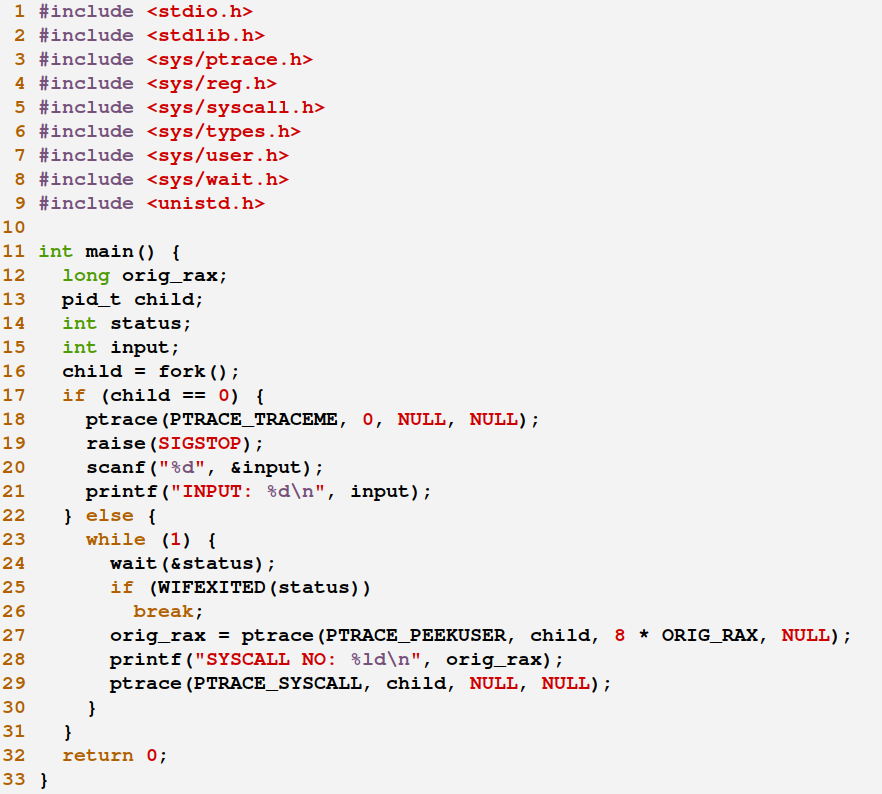 1 #include <stdio.h>
2 #include <stdlib.h>
3 #include <sys/ptrace.h>
4 #include <sys/reg.h>
5 #include <sys/syscall.h>
6 #include <sys/types.h>
7 #include <sys/user.h>
8 #include <sys/wait.h>
9 #include <unistd.h>
10
11 int main() {
12   long orig_rax;
13   pid_t child;
14   int status;
15   int input;
16   child = fork();
17   if (child == 0) {
18     ptrace(PTRACE_TRACEME, 0, NULL, NULL);
19     raise(SIGSTOP);
20     scanf("%d", &input);
21     printf("INPUT: %d\n", input);
22   } else {
23     while (1) {
24       wait(&status);
25       if (WIFEXITED(status))
26         break;
27       orig_rax = ptrace(PTRACE_PEEKUSER, child, 8 * ORIG_RAX, NULL);
28       printf("SYSCALL NO: %ld\n", orig_rax);
29       ptrace(PTRACE_SYSCALL, child, NULL, NULL);
30     }
31   }
32   return 0;
33 }